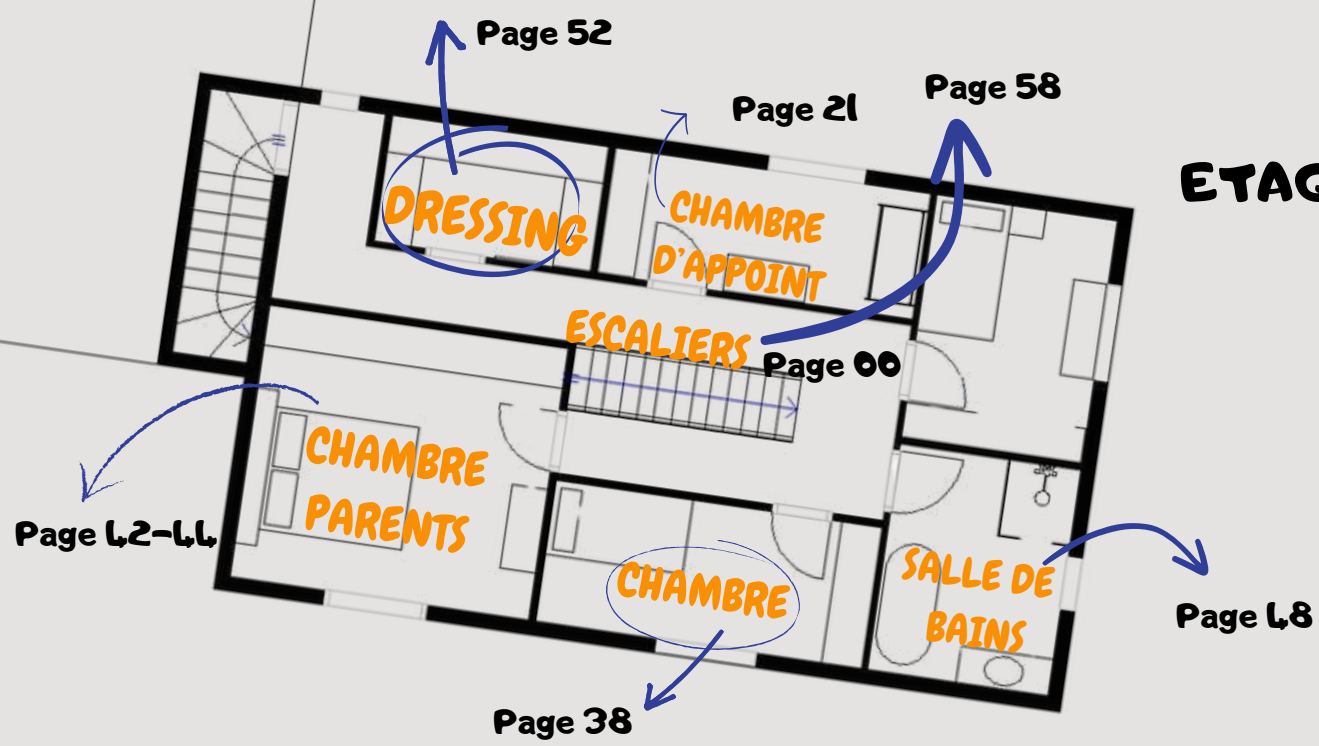 Page 52
Page 58
Page 21
ETAG
DRESSING
CHAMBRE
D'APPOINT
ESCALIERS
Page 00
CHAMBRE
PARENTS
Page 42-44
CHAMBRE
SALLE DE
BAINS
Page 48
Page 38